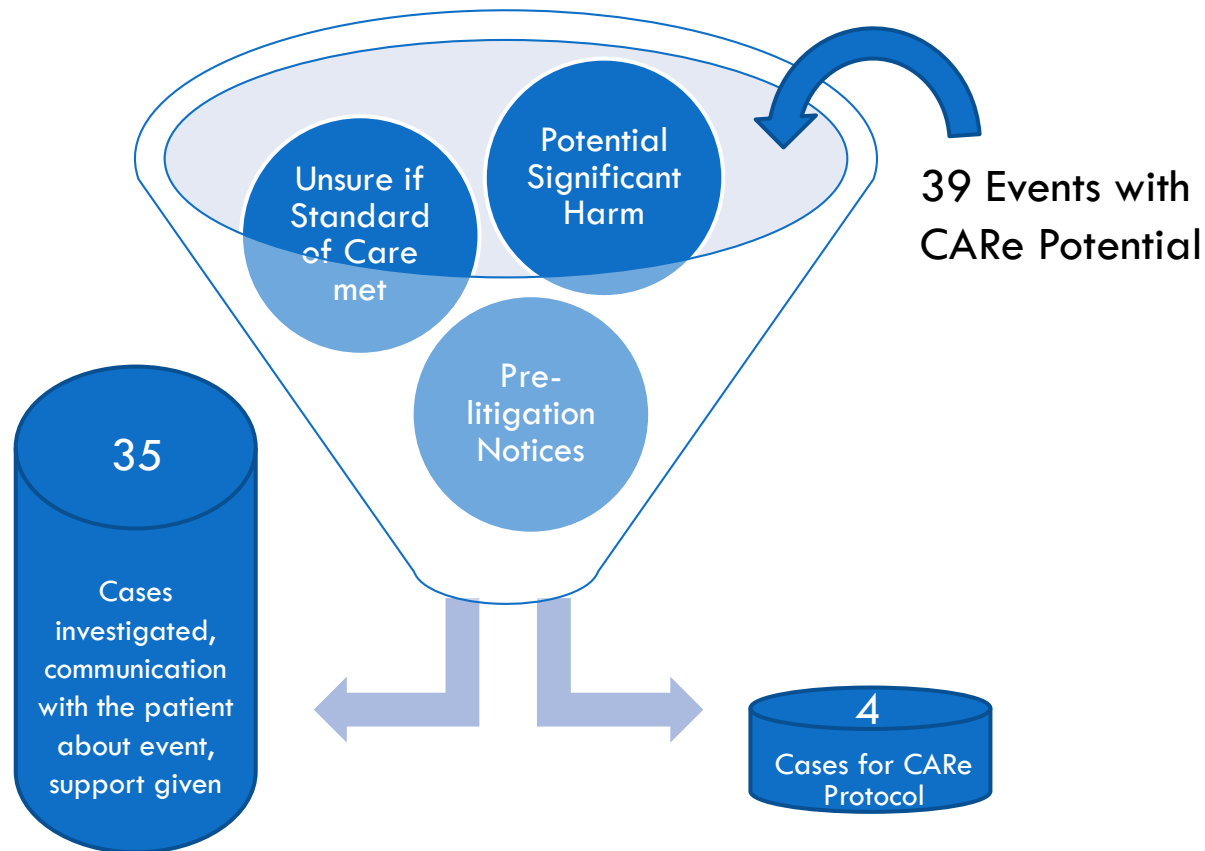 Unsure if
Standard
of Care
met
Potential
Significant
Harm
Pre-
litigation
Notices
39 Events with
CARe Potential
35
Cases
investigated,
communication
with the patient
about event,
support given
4
Cases for CARe
Protocol